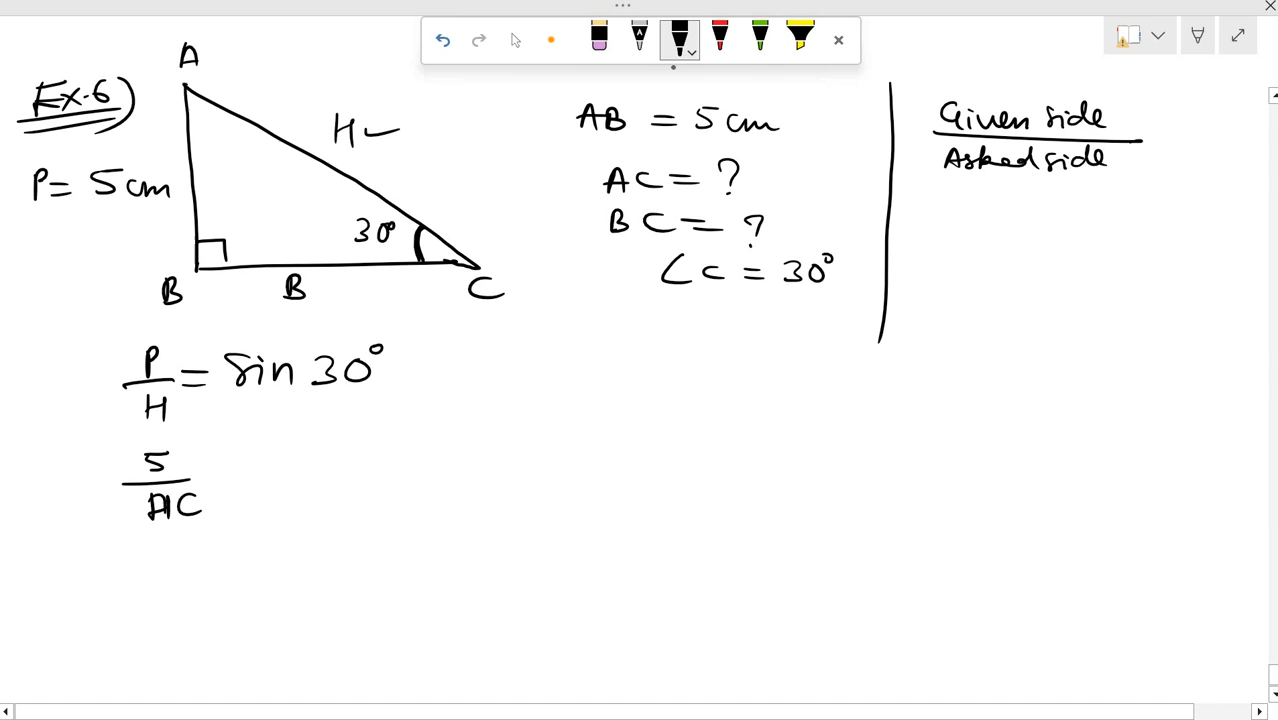 Ex-6)
A
H
P = 5 cm
30°
B
B
C
AB = 5 cm
AC = ?
BC = ?
∠C = 30°
Given side
Asked side
P/H = Sin 30°
5/AC